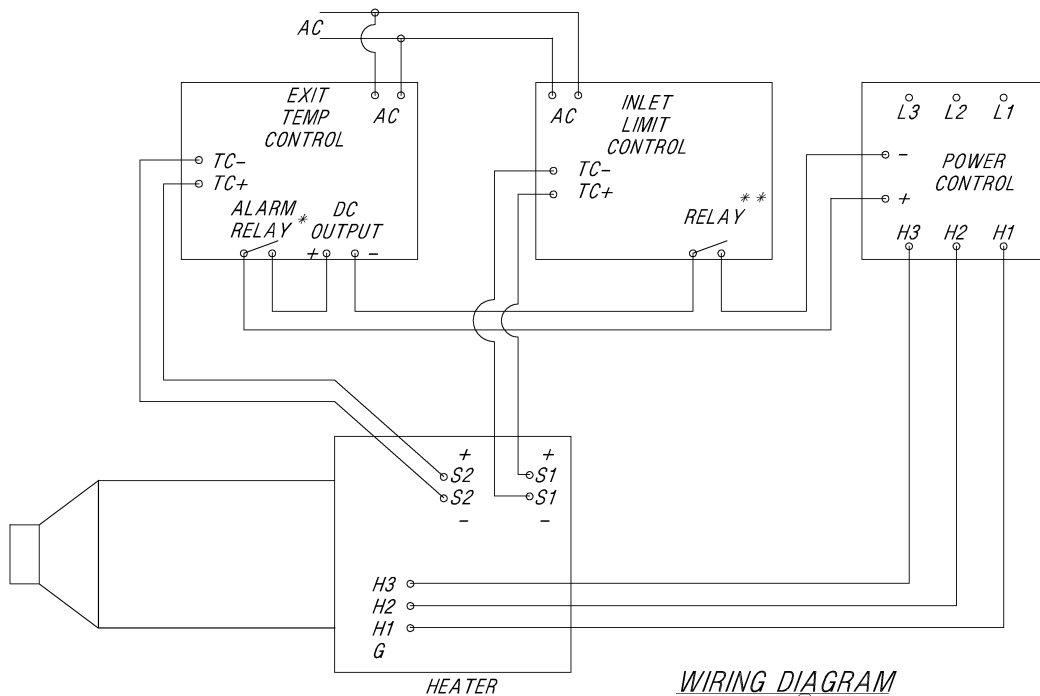 AC
EXIT
TEMP
CONTROL
AC
TC-
TC+
ALARM
RELAY *
DC
OUTPUT
+ -
AC
INLET
LIMIT
CONTROL
TC-
TC+
RELAY **
L3 L2 L1
-
+
POWER
CONTROL
H3 H2 H1
+
S2
S2
-
+
S1
S1
-
H3
H2
H1
G
HEATER
WIRING DIAGRAM